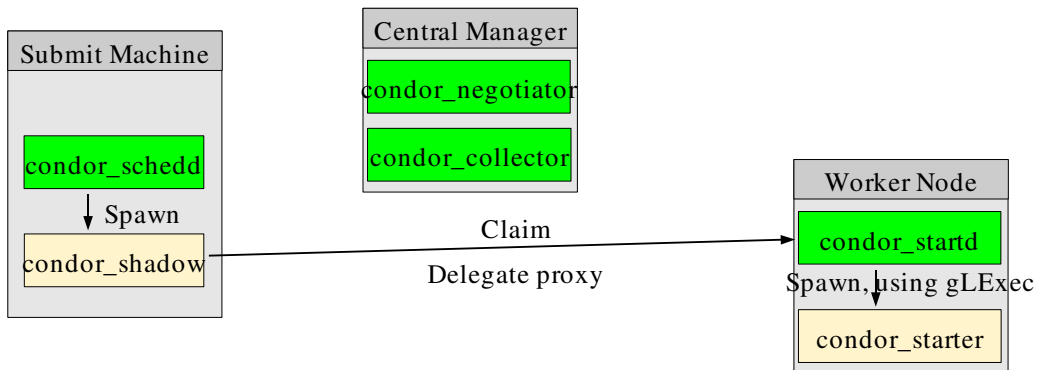 Submit Machine
condor_schedd
Spawn
condor_shadow
Central Manager
condor_negotiator
condor_collector
Claim
Delegate proxy
Worker Node
condor_startd
Spawn, using gLExec
condor_starter